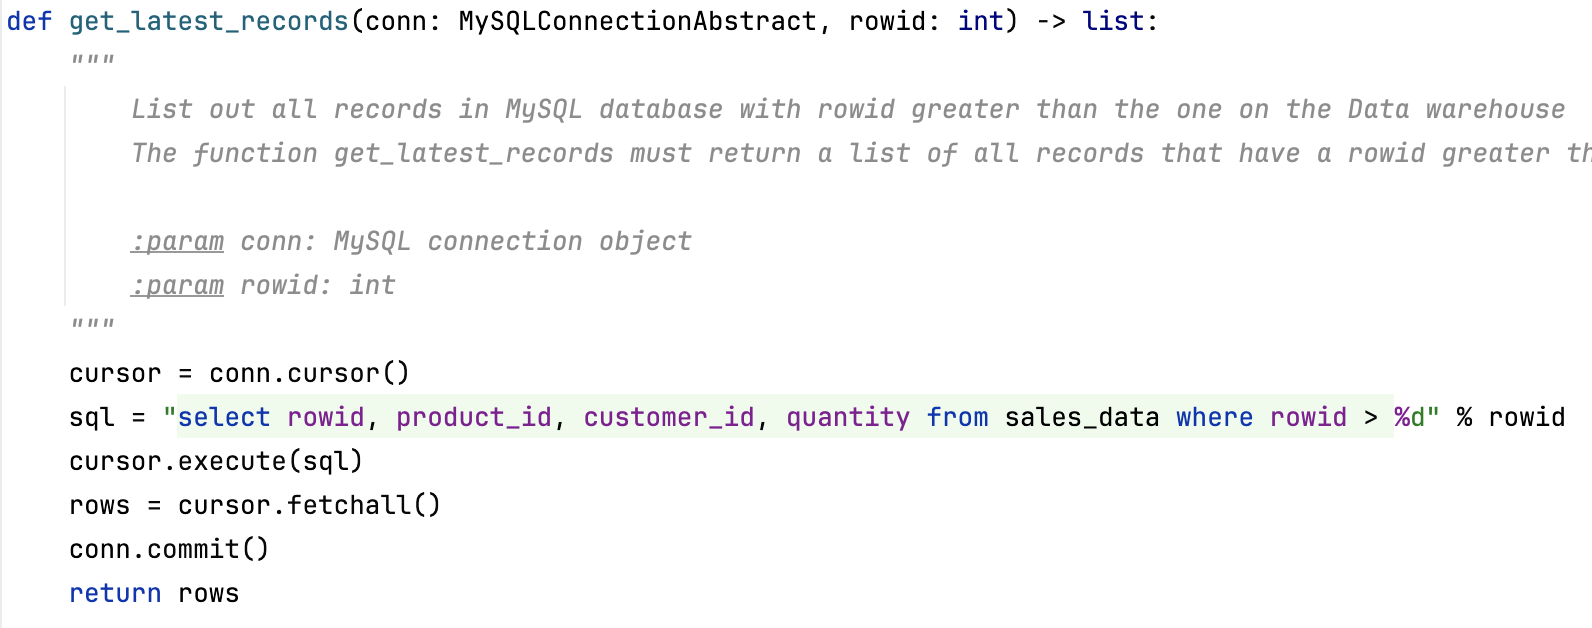 def get_latest_records(conn: MySQLConnectionAbstract, rowid: int) -> list:
"""
List out all records in MySQL database with rowid greater than the one on the Data warehouse
The function get_latest_records must return a list of all records that have a rowid greater
:param conn: MySQL connection object
:param rowid: int
"""
cursor = conn.cursor()
sql = "select rowid, product_id, customer_id, quantity from sales_data where rowid > %d" % rowid
cursor.execute(sql)
rows = cursor.fetchall()
conn.commit()
return rows